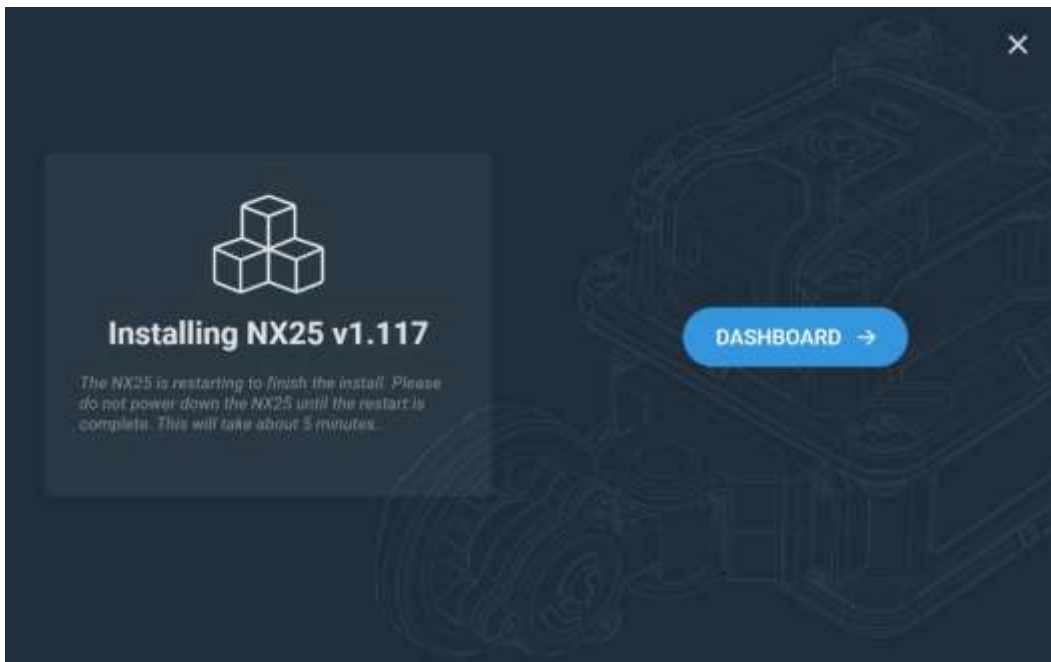 Installing NX25 v1.117
The NX25 is restarting to finish the install. Please
do not power down the NX25 until the restart is
complete. This will take about 5 minutes.
DASHBOARD →